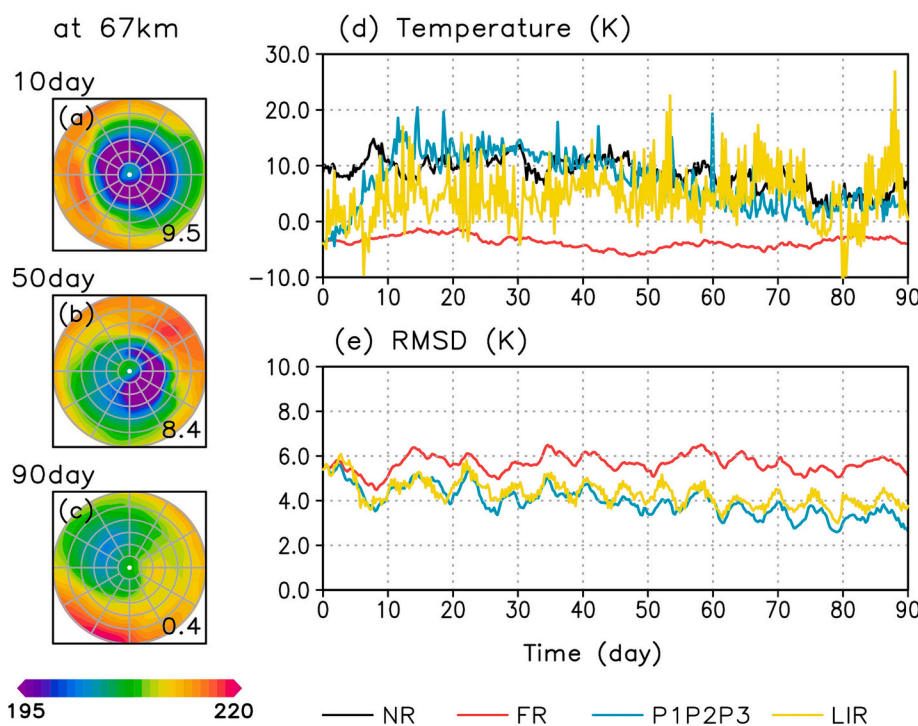 at 67km
10day
(a)
9.5
50day
(b)
8.4
90day
(c)
0.4
195 220
(d) Temperature (K)
30.0
20.0
10.0
0.0
−10.0
0 10 20 30 40 50 60 70 80 90
(e) RMSD (K)
10.0
8.0
6.0
4.0
2.0
0.0
0 10 20 30 40 50 60 70 80 90
Time (day)
NR FR P1P2P3 LIR